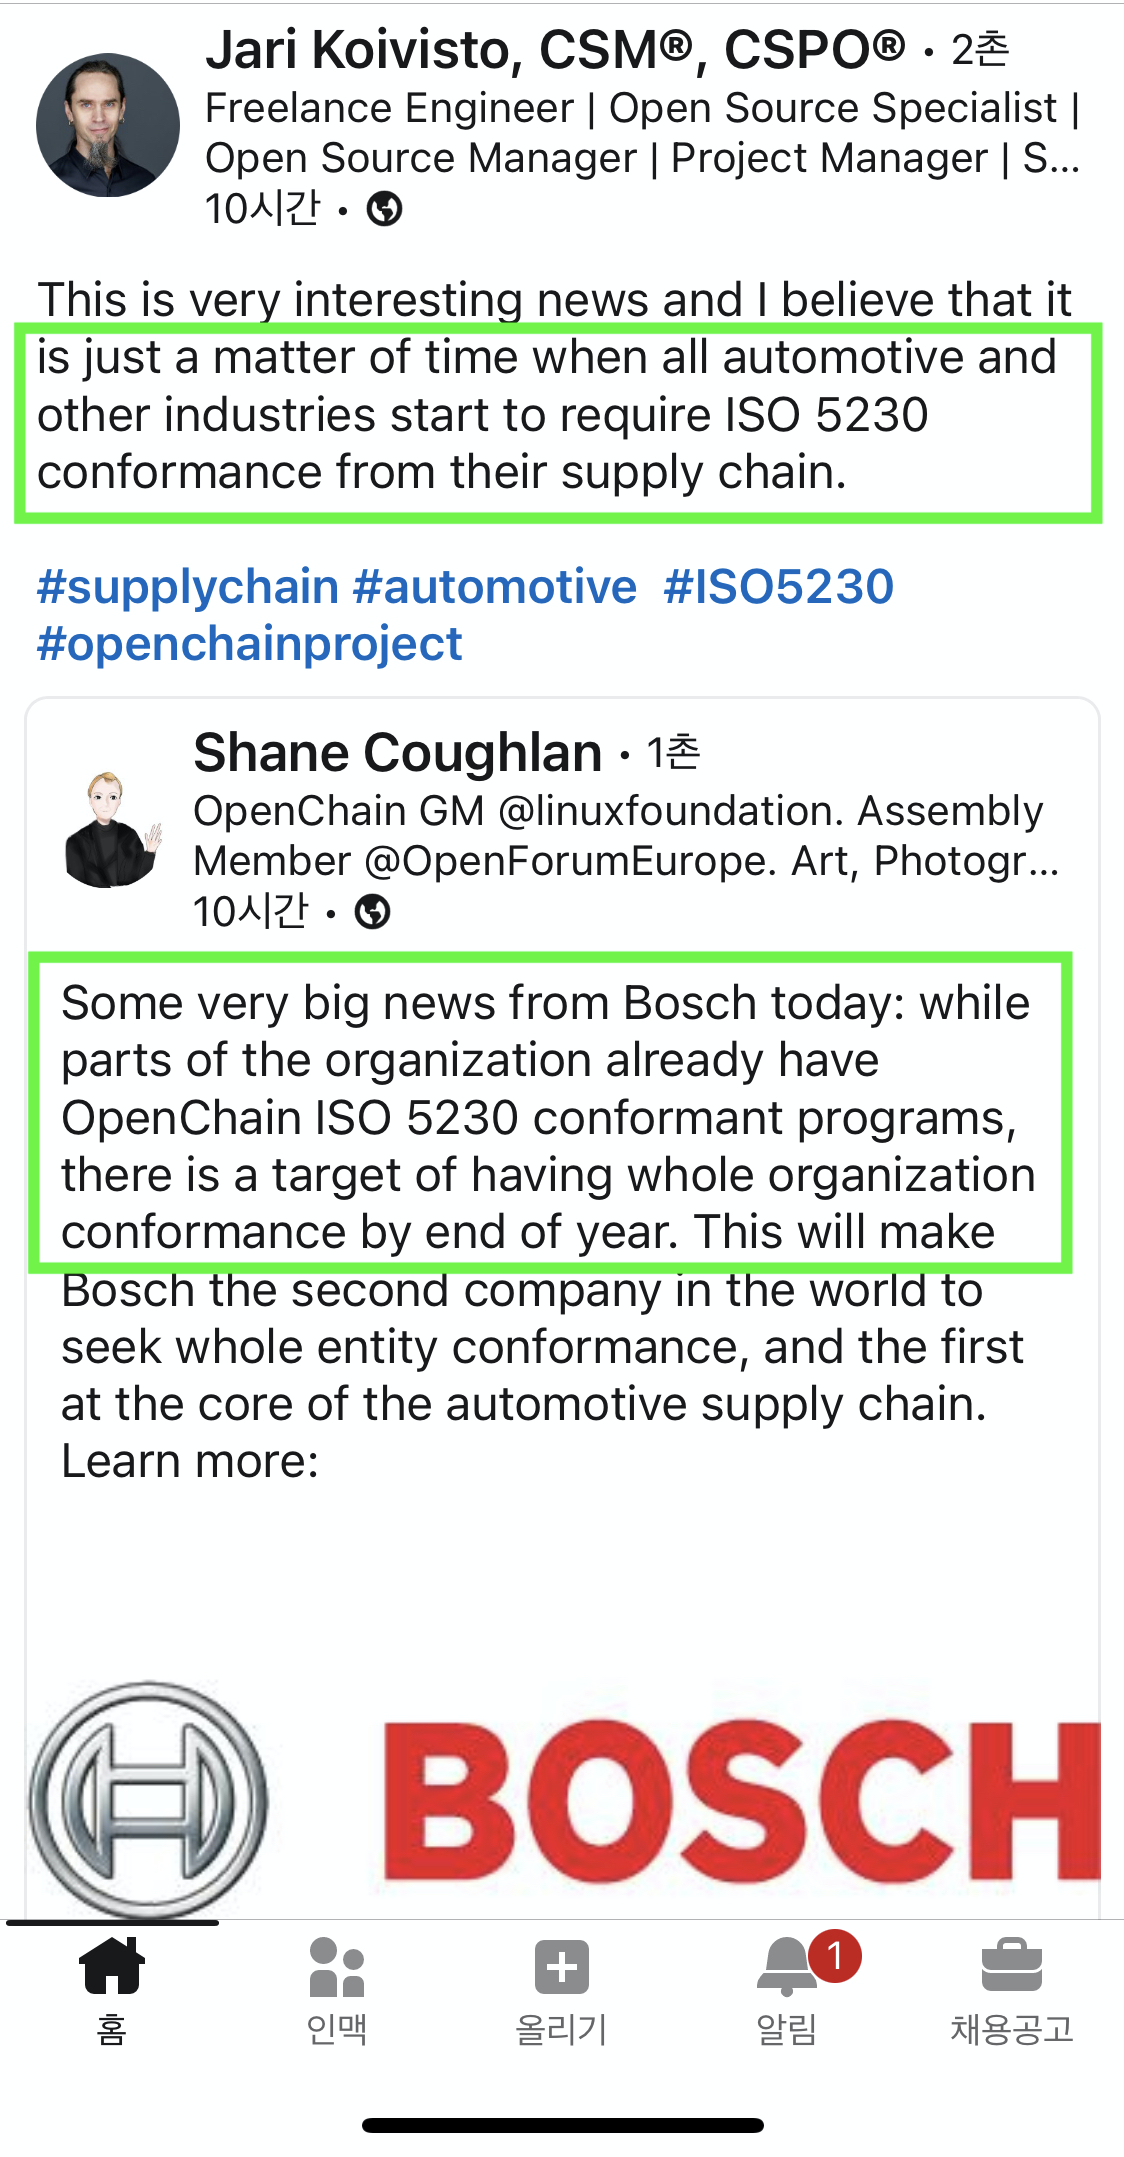 Jari Koivisto, CSM®, CSPO® • 2촌
Freelance Engineer | Open Source Specialist |
Open Source Manager | Project Manager | S...
10시간 •
This is very interesting news and I believe that it
is just a matter of time when all automotive and
other industries start to require ISO 5230
conformance from their supply chain.
#supplychain #automotive #ISO5230
#openchainproject
Shane Coughlan • 1촌
OpenChain GM @linuxfoundation. Assembly
Member @OpenForumEurope. Art, Photogr...
10시간 •
Some very big news from Bosch today: while
parts of the organization already have
OpenChain ISO 5230 conformant programs,
there is a target of having whole organization
conformance by end of year. This will make
Bosch the second company in the world to
seek whole entity conformance, and the first
at the core of the automotive supply chain.
Learn more:
BOSCH
1
홈 인맥 올리기 알림 채용공고